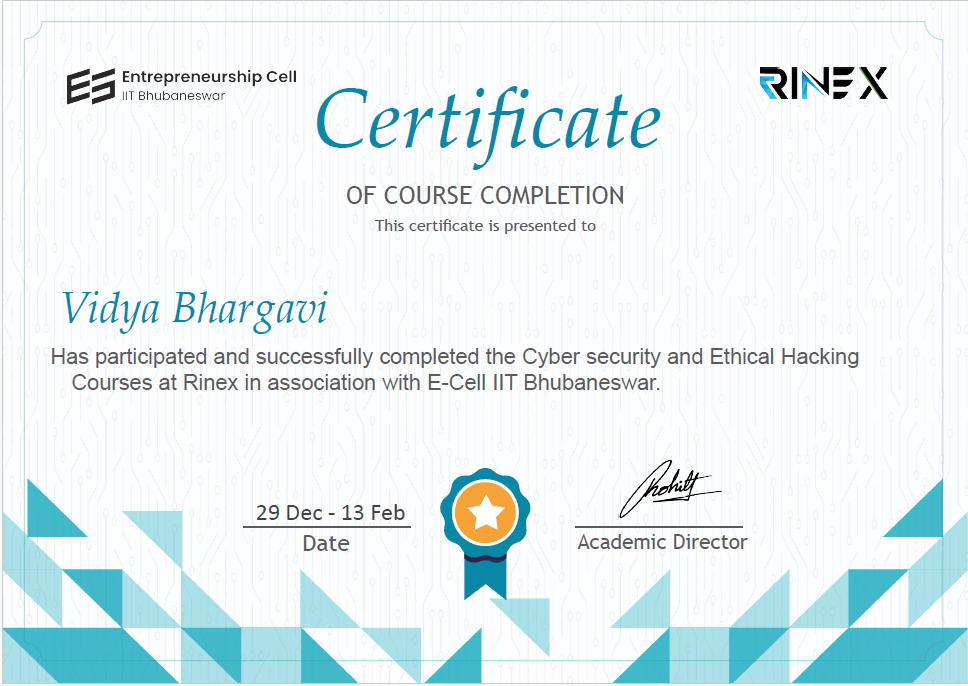 Entrepreneurship Cell
IIT Bhubaneswar
RINEX
Certificate
OF COURSE COMPLETION
This certificate is presented to
Vidya Bhargavi
Has participated and successfully completed the Cyber security and Ethical Hacking
Courses at Rinex in association with E-Cell IIT Bhubaneswar.
29 Dec - 13 Feb
Date
Academic Director